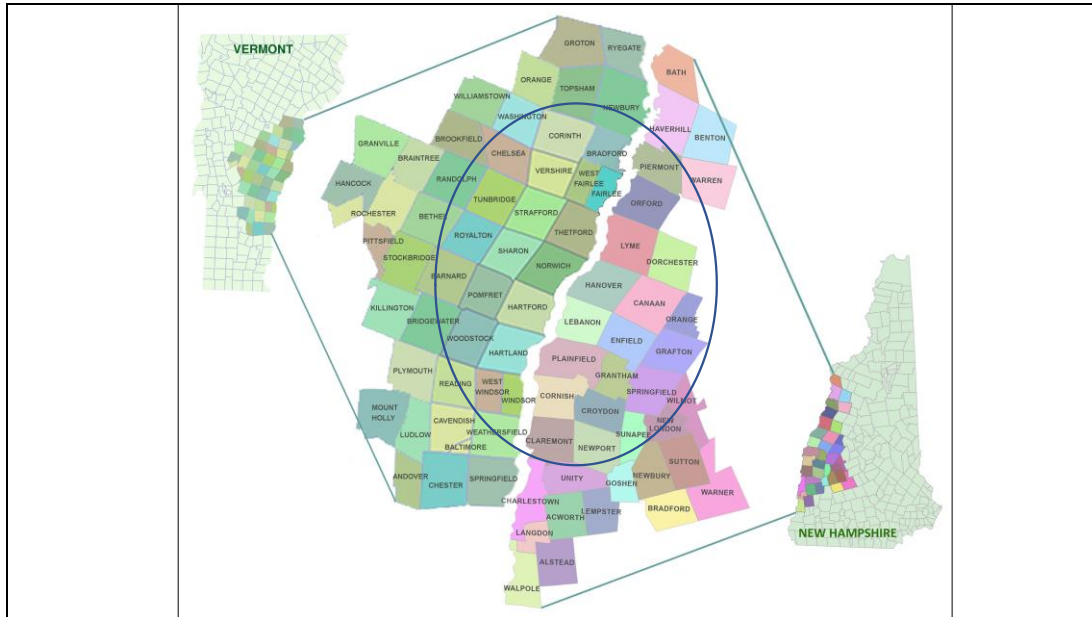 VERMONT
GROTON
RYEGATE
BATH
ORANGE
TOPSHAM
WILLIAMSTOWN
NEWBURY
WASHINGTON
HAVERHILL
BENTON
CORINTH
BROOKFIELD
GRANVILLE
CHELSEA
BRADFORD
BRAINTREE
PIERMONT
VERSHIRE
WEST
FAIRLEE
WARREN
RANDOLPH
HANCOCK
FAIRLEE
TUNBRIDGE
ORFORD
ROCHESTER
STRAFFORD
BETHEL
THETFORD
ROYALTON
PITTSFIELD
LYME
SHARON
STOCKBRIDGE
DORCHESTER
NORWICH
BARNARD
HANOVER
POMFRET
CANAAN
KILLINGTON
HARTFORD
BRIDGEWATER
ORANGE
LEBANON
WOODSTOCK
ENFIELD
GRAFTON
HARTLAND
PLAINFIELD
PLYMOUTH
GRANTHAM
READING
WEST
WINDSOR
SPRINGFIELD
CORNISH
WINDSOR
WILMOT
MOUNT
HOLLY
CROYDON
CAVENDISH
NEW
LONDON
WEATHERSFIELD
SUNAPEE
LUDLOW
CLAREMONT
BALTIMORE
NEWPORT
SUTTON
ANDOVER
NEWBURY
CHESTER
SPRINGFIELD
UNITY
GOSHEN
WARNER
CHARLESTOWN
LEMPSTER
BRADFORD
ACWORTH
LANGDON
NEW HAMPSHIRE
ALSTEAD
WALPOLE